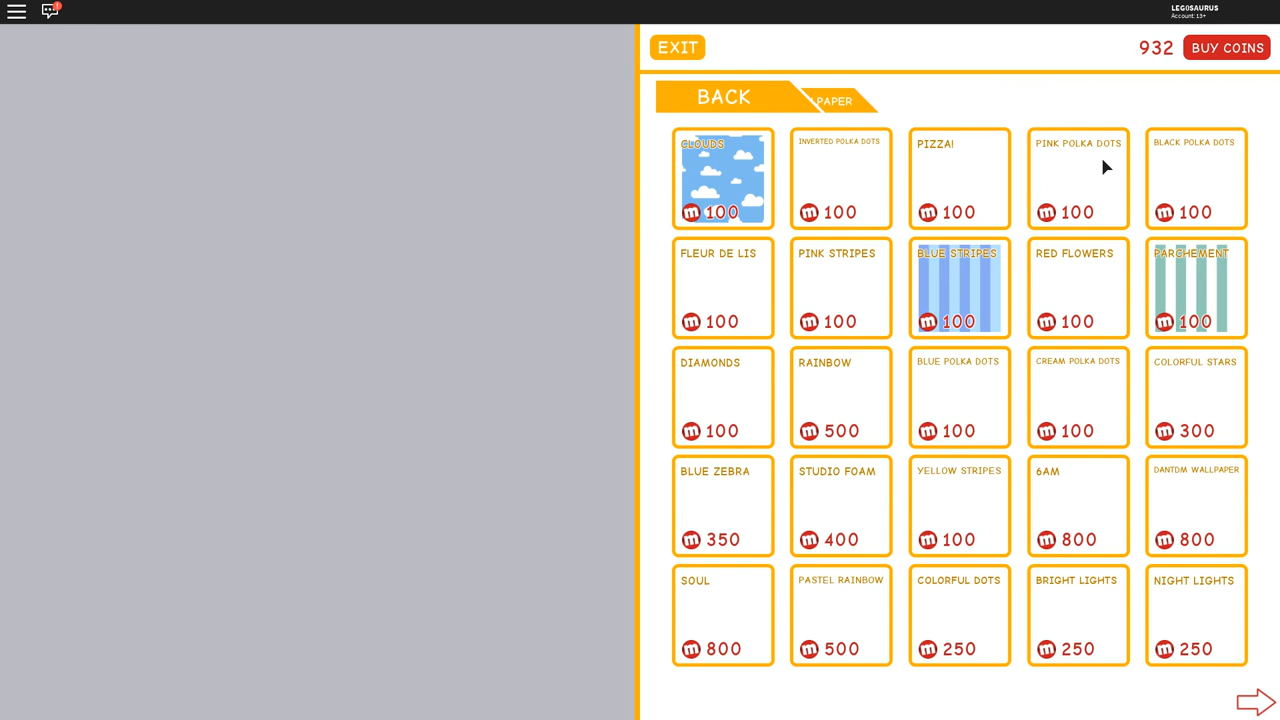 1
LEGOSAURUS
Account: 13+
EXIT
932
BUY COINS
BACK
PAPER
CLOUDS
m 100
INVERTED POLKA DOTS
m 100
PIZZA!
m 100
PINK POLKA DOTS
m 100
BLACK POLKA DOTS
m 100
FLEUR DE LIS
m 100
PINK STRIPES
m 100
BLUE STRIPES
m 100
RED FLOWERS
m 100
PARCHEMENT
m 100
DIAMONDS
m 100
RAINBOW
m 500
BLUE POLKA DOTS
m 100
CREAM POLKA DOTS
m 100
COLORFUL STARS
m 300
BLUE ZEBRA
m 350
STUDIO FOAM
m 400
YELLOW STRIPES
m 100
6AM
m 800
DANTDM WALLPAPER
m 800
SOUL
m 800
PASTEL RAINBOW
m 500
COLORFUL DOTS
m 250
BRIGHT LIGHTS
m 250
NIGHT LIGHTS
m 250